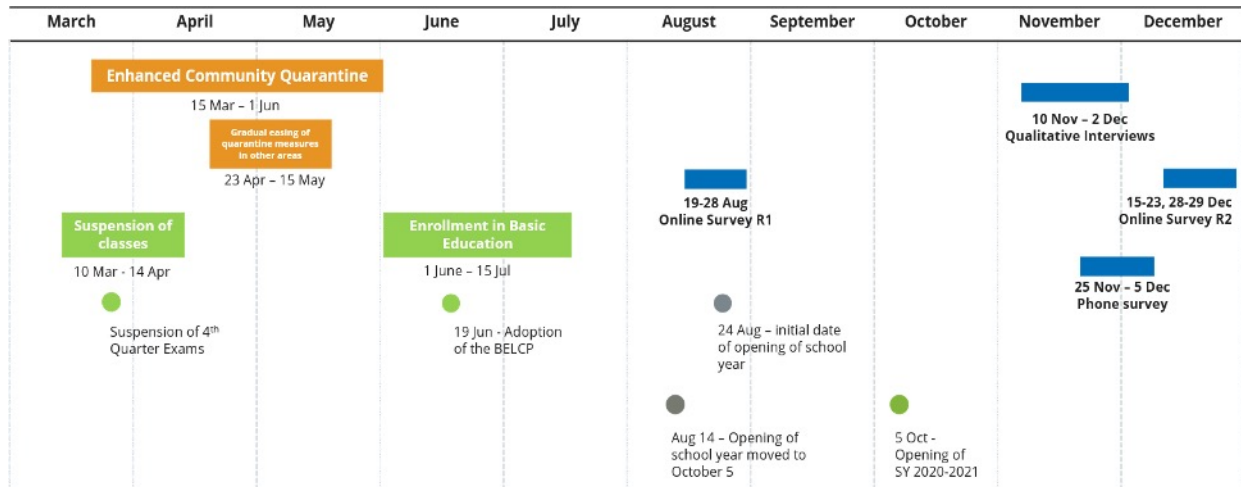 March April May June July August September October November December
Enhanced Community Quarantine
15 Mar – 1 Jun
Gradual easing of
quarantine measures
in other areas
23 Apr – 15 May
Suspension of
classes
10 Mar - 14 Apr
Suspension of 4th
Quarter Exams
Enrollment in Basic
Education
1 June – 15 Jul
19 Jun - Adoption
of the BELCP
19-28 Aug
Online Survey R1
24 Aug – initial date
of opening of school
year
Aug 14 – Opening of
school year moved to
October 5
5 Oct -
Opening of
SY 2020-2021
10 Nov – 2 Dec
Qualitative Interviews
15-23, 28-29 Dec
Online Survey R2
25 Nov – 5 Dec
Phone survey